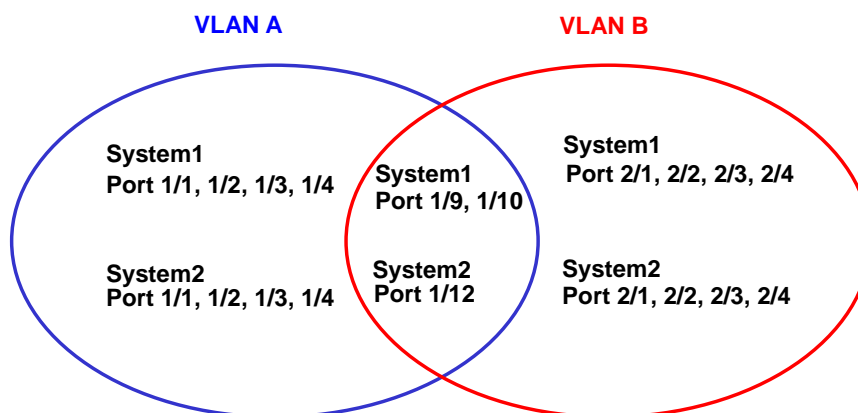 VLAN A
VLAN B
System1
Port 1/1, 1/2, 1/3, 1/4
System1
Port 1/9, 1/10
System1
Port 2/1, 2/2, 2/3, 2/4
System2
Port 1/1, 1/2, 1/3, 1/4
System2
Port 1/12
System2
Port 2/1, 2/2, 2/3, 2/4